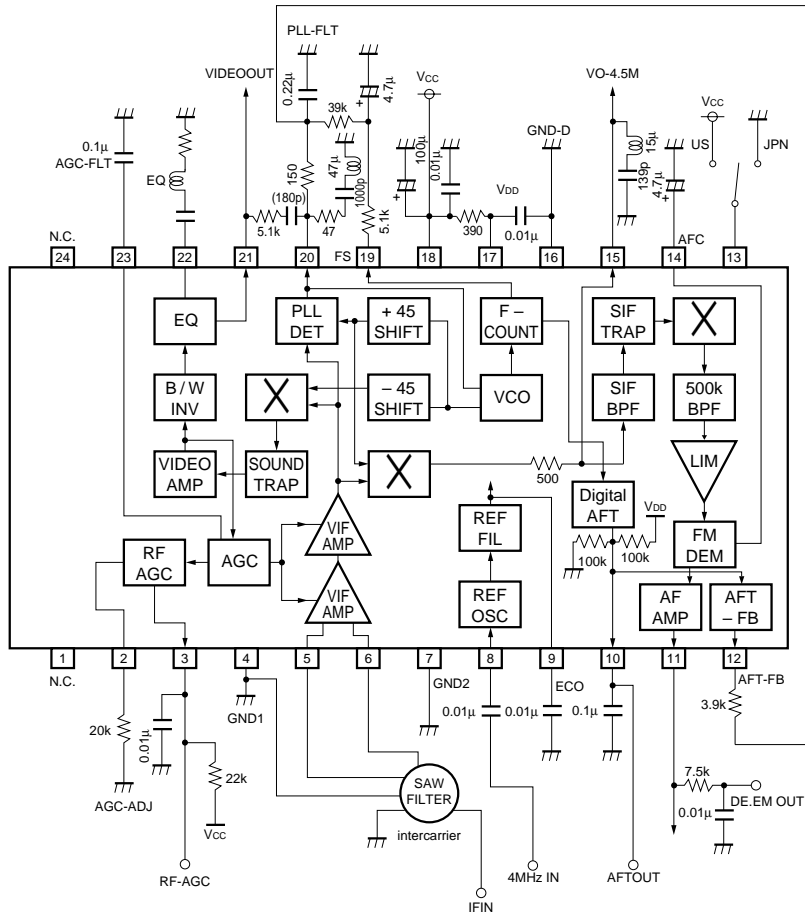 PLL-FLT
VIDEOOUT
0.22μ
4.7μ
39k
VCC
VO-4.5M
VCC
GND-D
US
JPN
0.1μ
AGC-FLT
EQ
150
47μ
1000p
100μ
0.01μ
VDD
15μ
139p
4.7μ
(180p)
5.1k
47
5.1k
390
0.01μ
N.C.
FS
AFC
24
23
22
21
20
19
18
17
16
15
14
13
EQ
PLL
DET
+ 45
SHIFT
F –
COUNT
SIF
TRAP
X
B / W
INV
X
– 45
SHIFT
VCO
SIF
BPF
500k
BPF
VIDEO
AMP
SOUND
TRAP
X
500
LIM
Digital
AFT
VDD
VIF
AMP
REF
FIL
100k
100k
FM
DEM
RF
AGC
AGC
VIF
AMP
REF
OSC
AF
AMP
AFT
– FB
1
2
3
4
5
6
7
8
9
10
11
12
N.C.
GND1
GND2
ECO
AFT-FB
20k
0.01μ
22k
0.01μ
0.01μ
0.1μ
3.9k
AGC-ADJ
VCC
SAW
FILTER
intercarrier
7.5k
DE.EM OUT
0.01μ
RF-AGC
IFIN
4MHz IN
AFTOUT